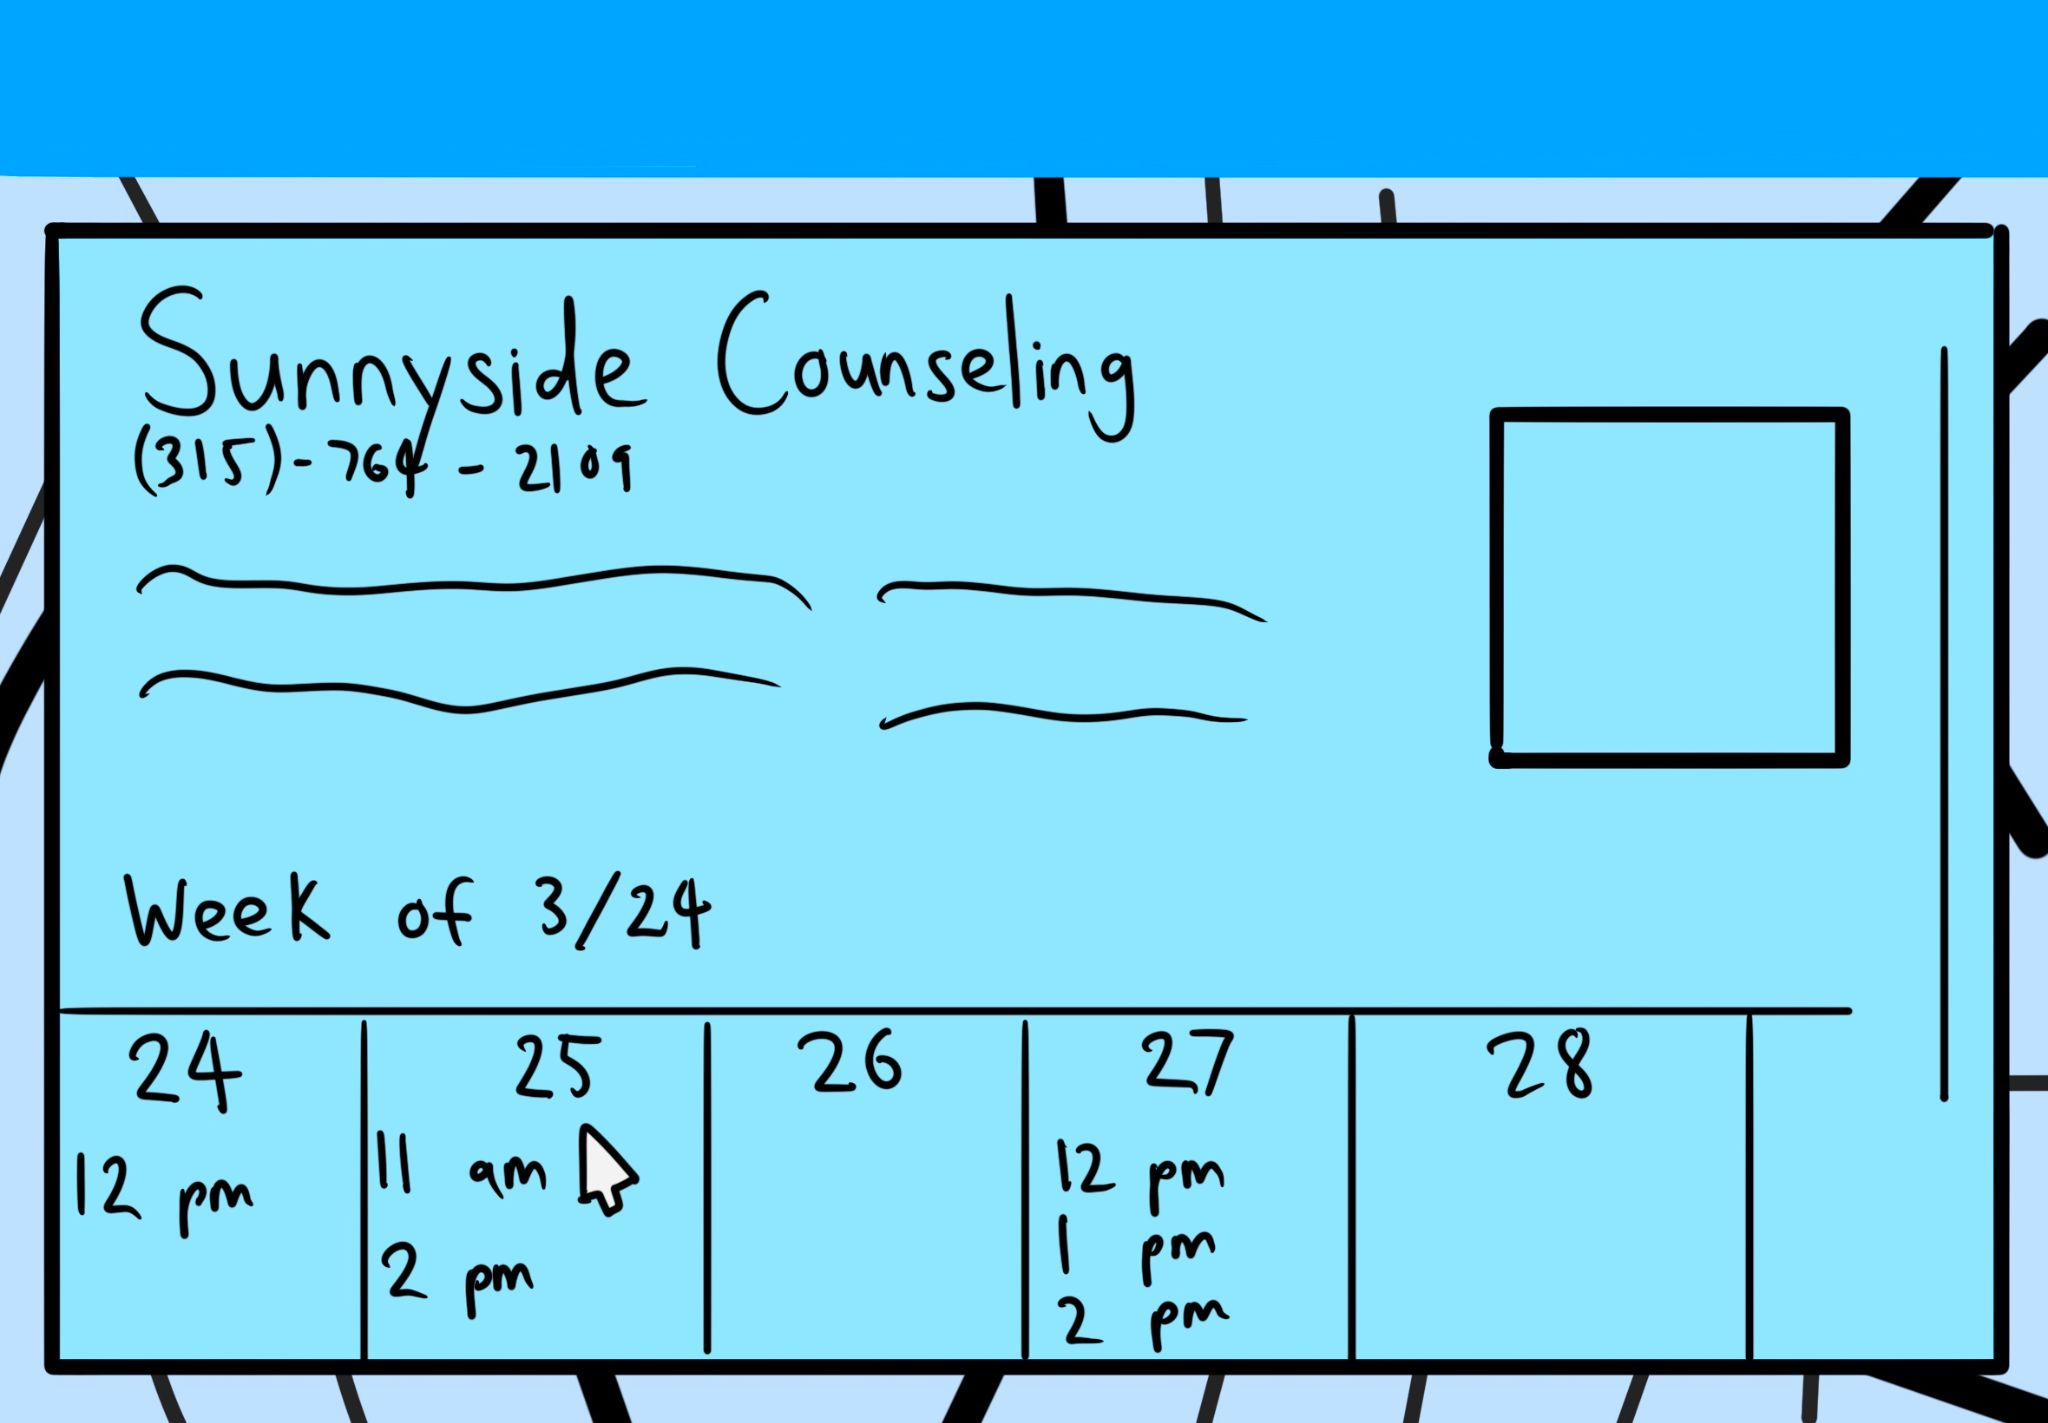 Sunnyside Counseling
(315)-764-2109
Week of 3/24
24 25 26 27 28
12 pm
11 am
2 pm
12 pm
1 pm
2 pm